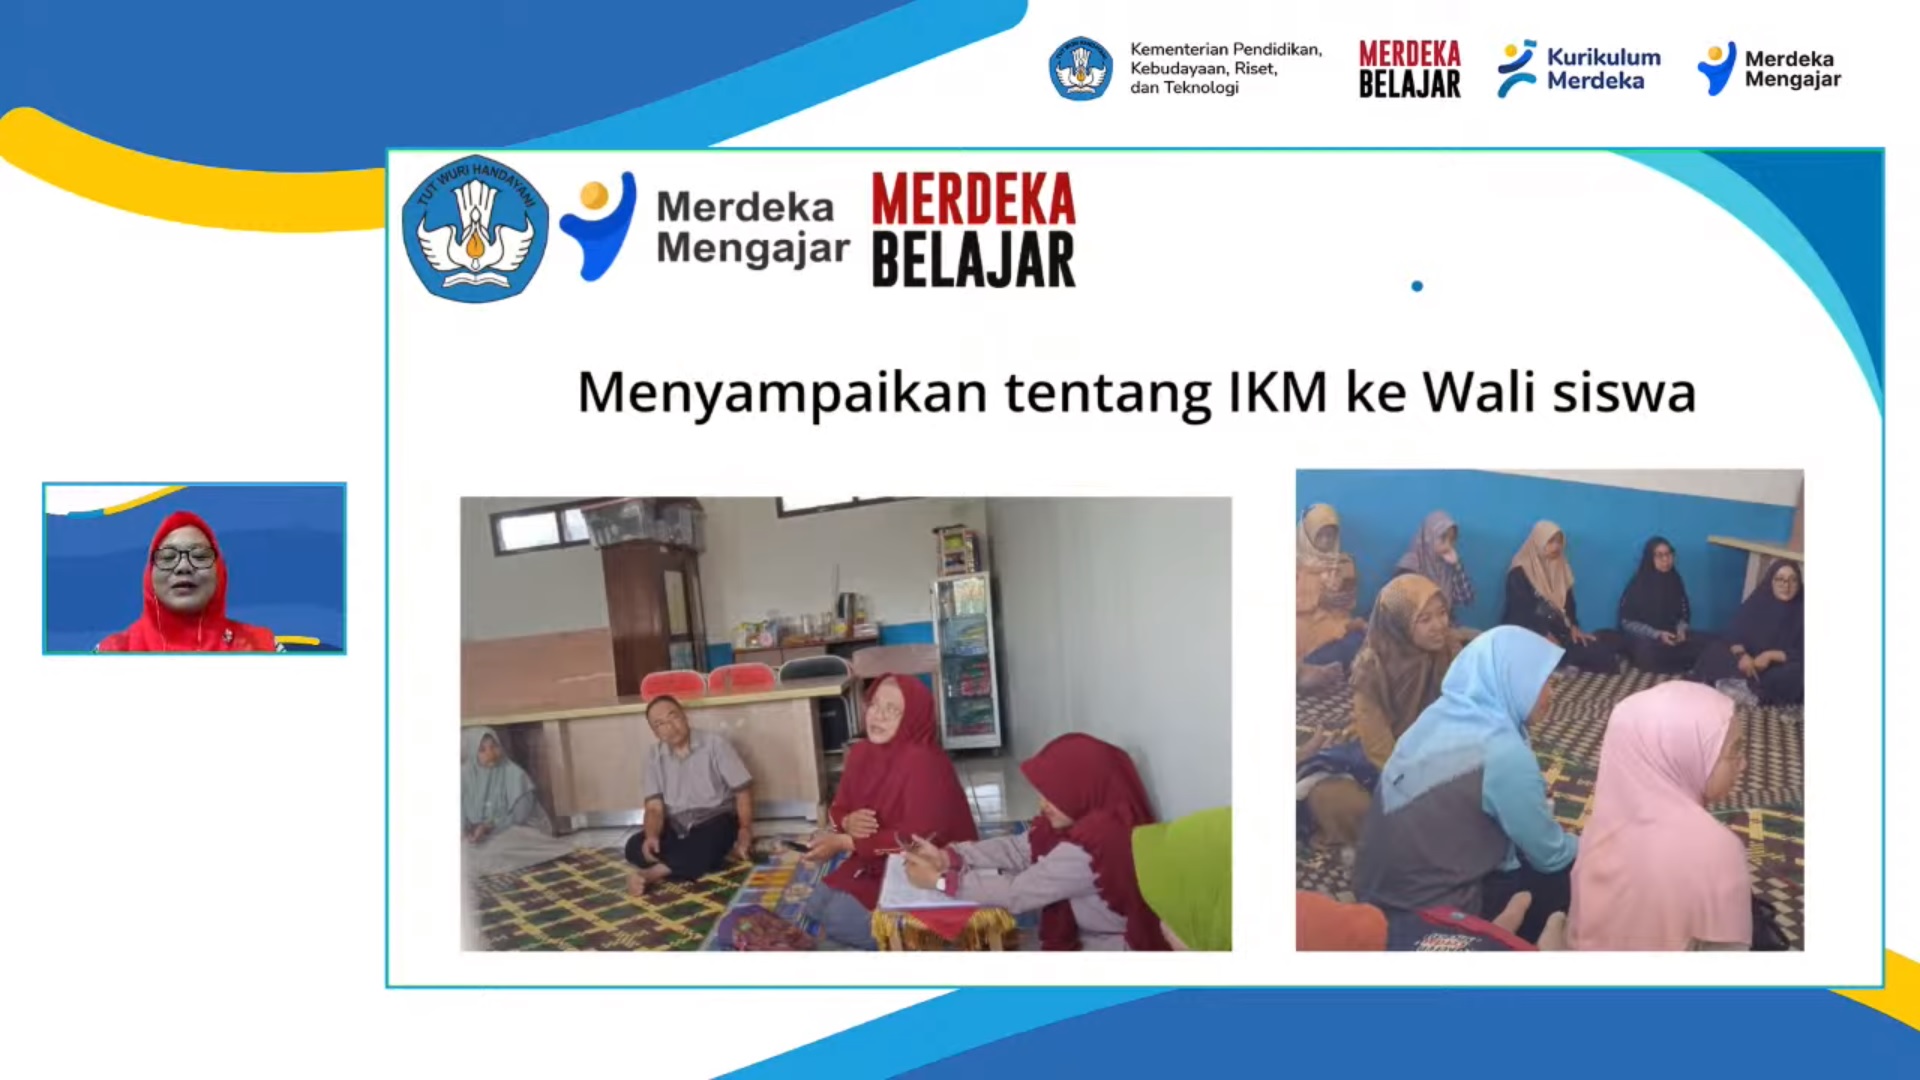 Kementerian Pendidikan,
Kebudayaan, Riset,
dan Teknologi
MERDEKA
BELAJAR
Kurikulum
Merdeka
Merdeka
Mengajar
TUT WURI HANDAYANI
Merdeka
Mengajar
MERDEKA
BELAJAR
Menyampaikan tentang IKM ke Wali siswa